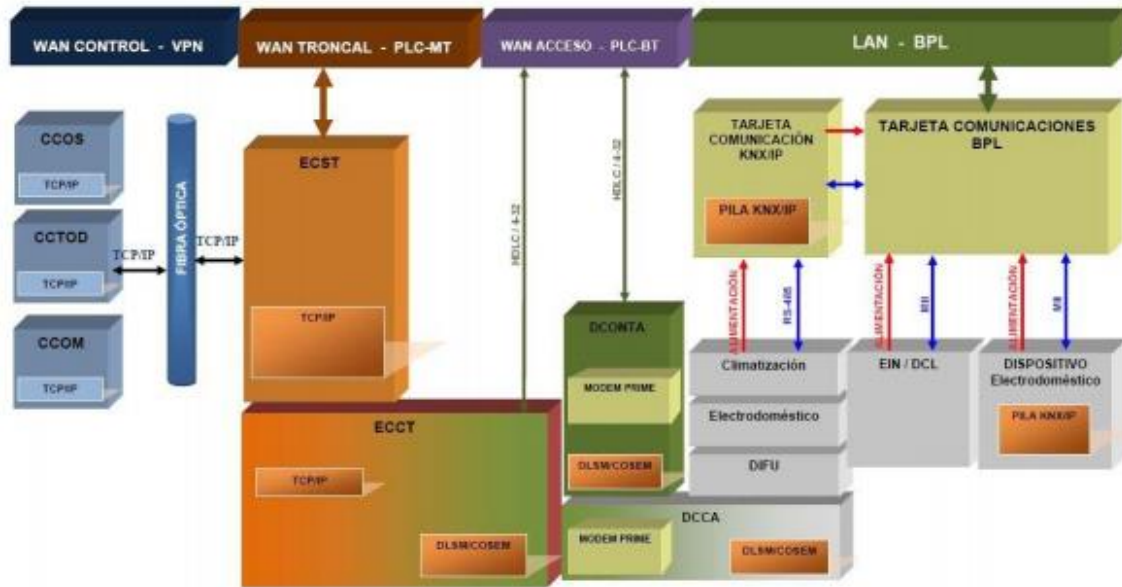 WAN CONTROL - VPN
WAN TRONCAL - PLC-MT
WAN ACCESO - PLC-BT
LAN - BPL
CCOS
TCP/IP
CCTOD
TCP/IP
CCOM
TCP/IP
TCP/IP
FIBRA ÓPTICA
TCP/IP
ECST
TCP/IP
ECCT
TCP/IP
DLSM/COSEM
HDLC / 4-32
HDLC / 4-32
DCONTA
MODEM PRIME
DLSM/COSEM
DCCA
MODEM PRIME
DLSM/COSEM
TARJETA
COMUNICACIÓN
KNX/IP
PILA KNX/IP
TARJETA COMUNICACIONES
BPL
ALIMENTACIÓN
RS-485
ALIMENTACIÓN
MII
ALIMENTACIÓN
Climatización
Electrodoméstico
DIFU
EIN / DCL
DISPOSITIVO
Electrodoméstico
PILA KNX/IP